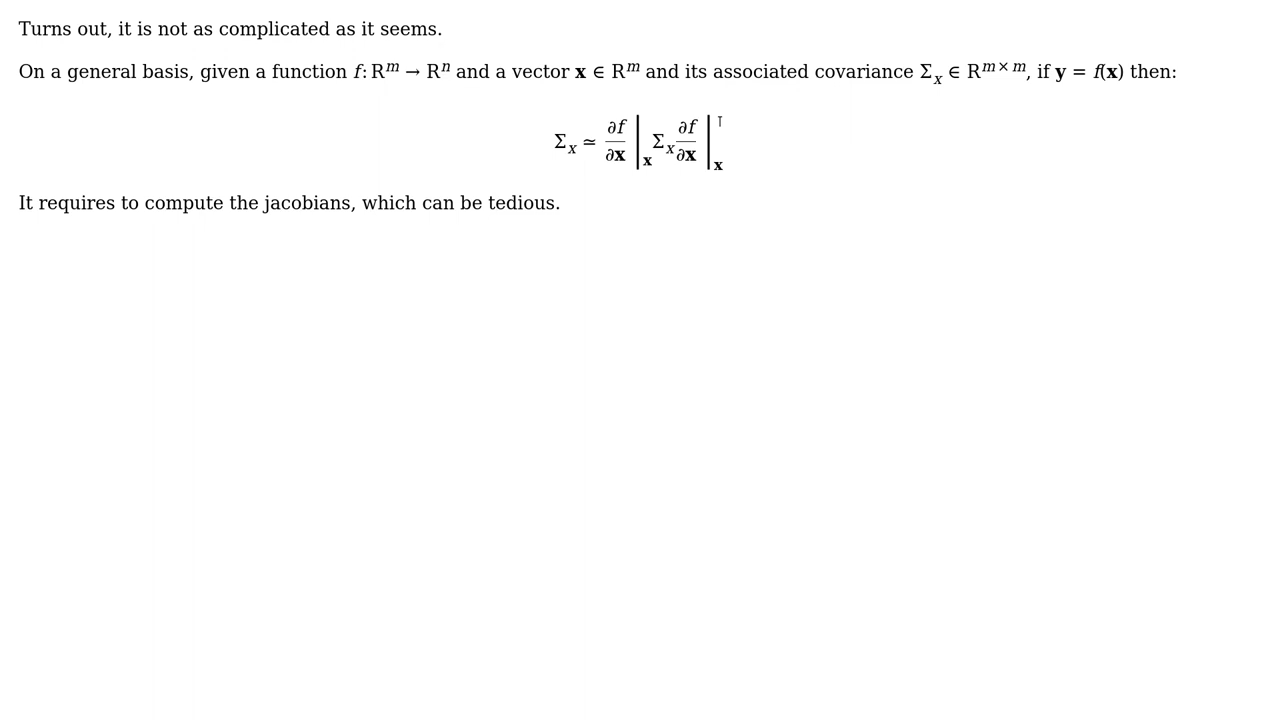 Turns out, it is not as complicated as it seems.
On a general basis, given a function f: Rᵐ → Rⁿ and a vector 𝐱 ∈ Rᵐ and its associated covariance Σₓ ∈ Rᵐˣᵐ, if 𝐲 = f(𝐱) then:
Σₓ ≃ ∂f/∂𝐱 |𝐱 Σₓ ∂f/∂𝐱 |𝐱 ⊺
It requires to compute the jacobians, which can be tedious.